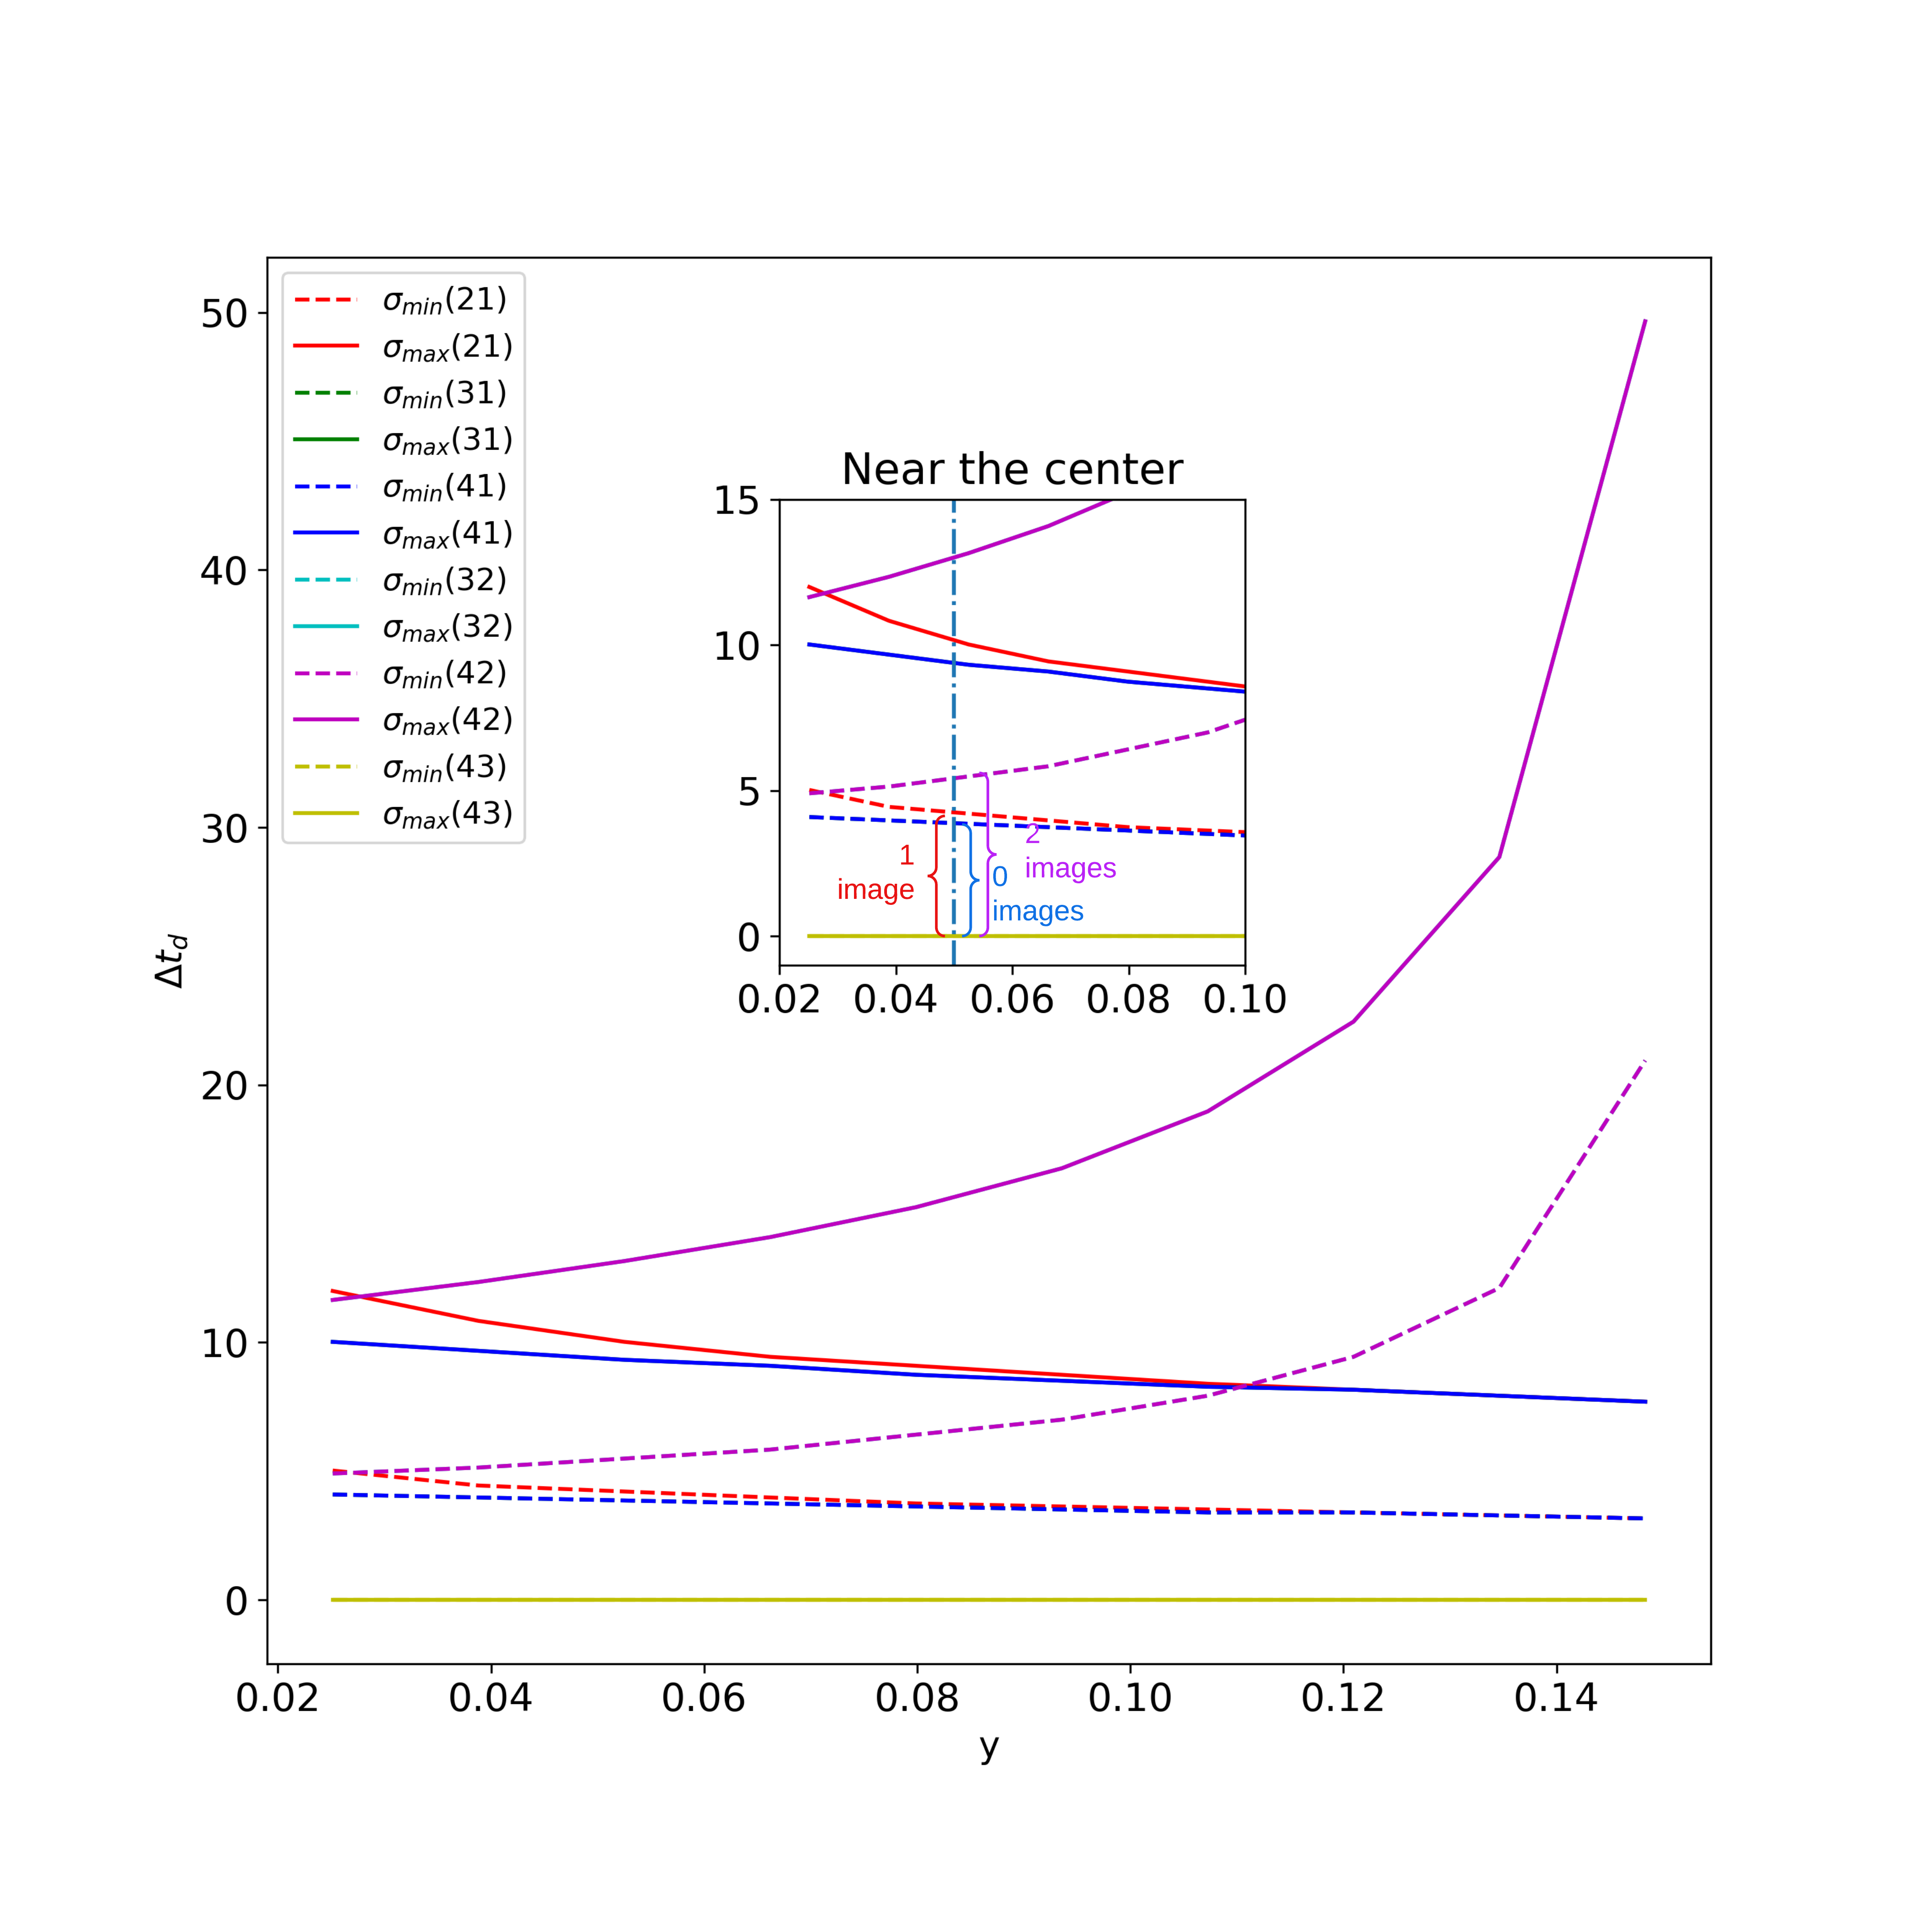 σmin(21)
σmax(21)
σmin(31)
σmax(31)
σmin(41)
σmax(41)
σmin(32)
σmax(32)
σmin(42)
σmax(42)
σmin(43)
σmax(43)
50
40
30
20
10
0
Δtd
0.02 0.04 0.06 0.08 0.10 0.12 0.14
y
Near the center
15
10
5
0
0.02 0.04 0.06 0.08 0.10
1
image
2
images
0
images